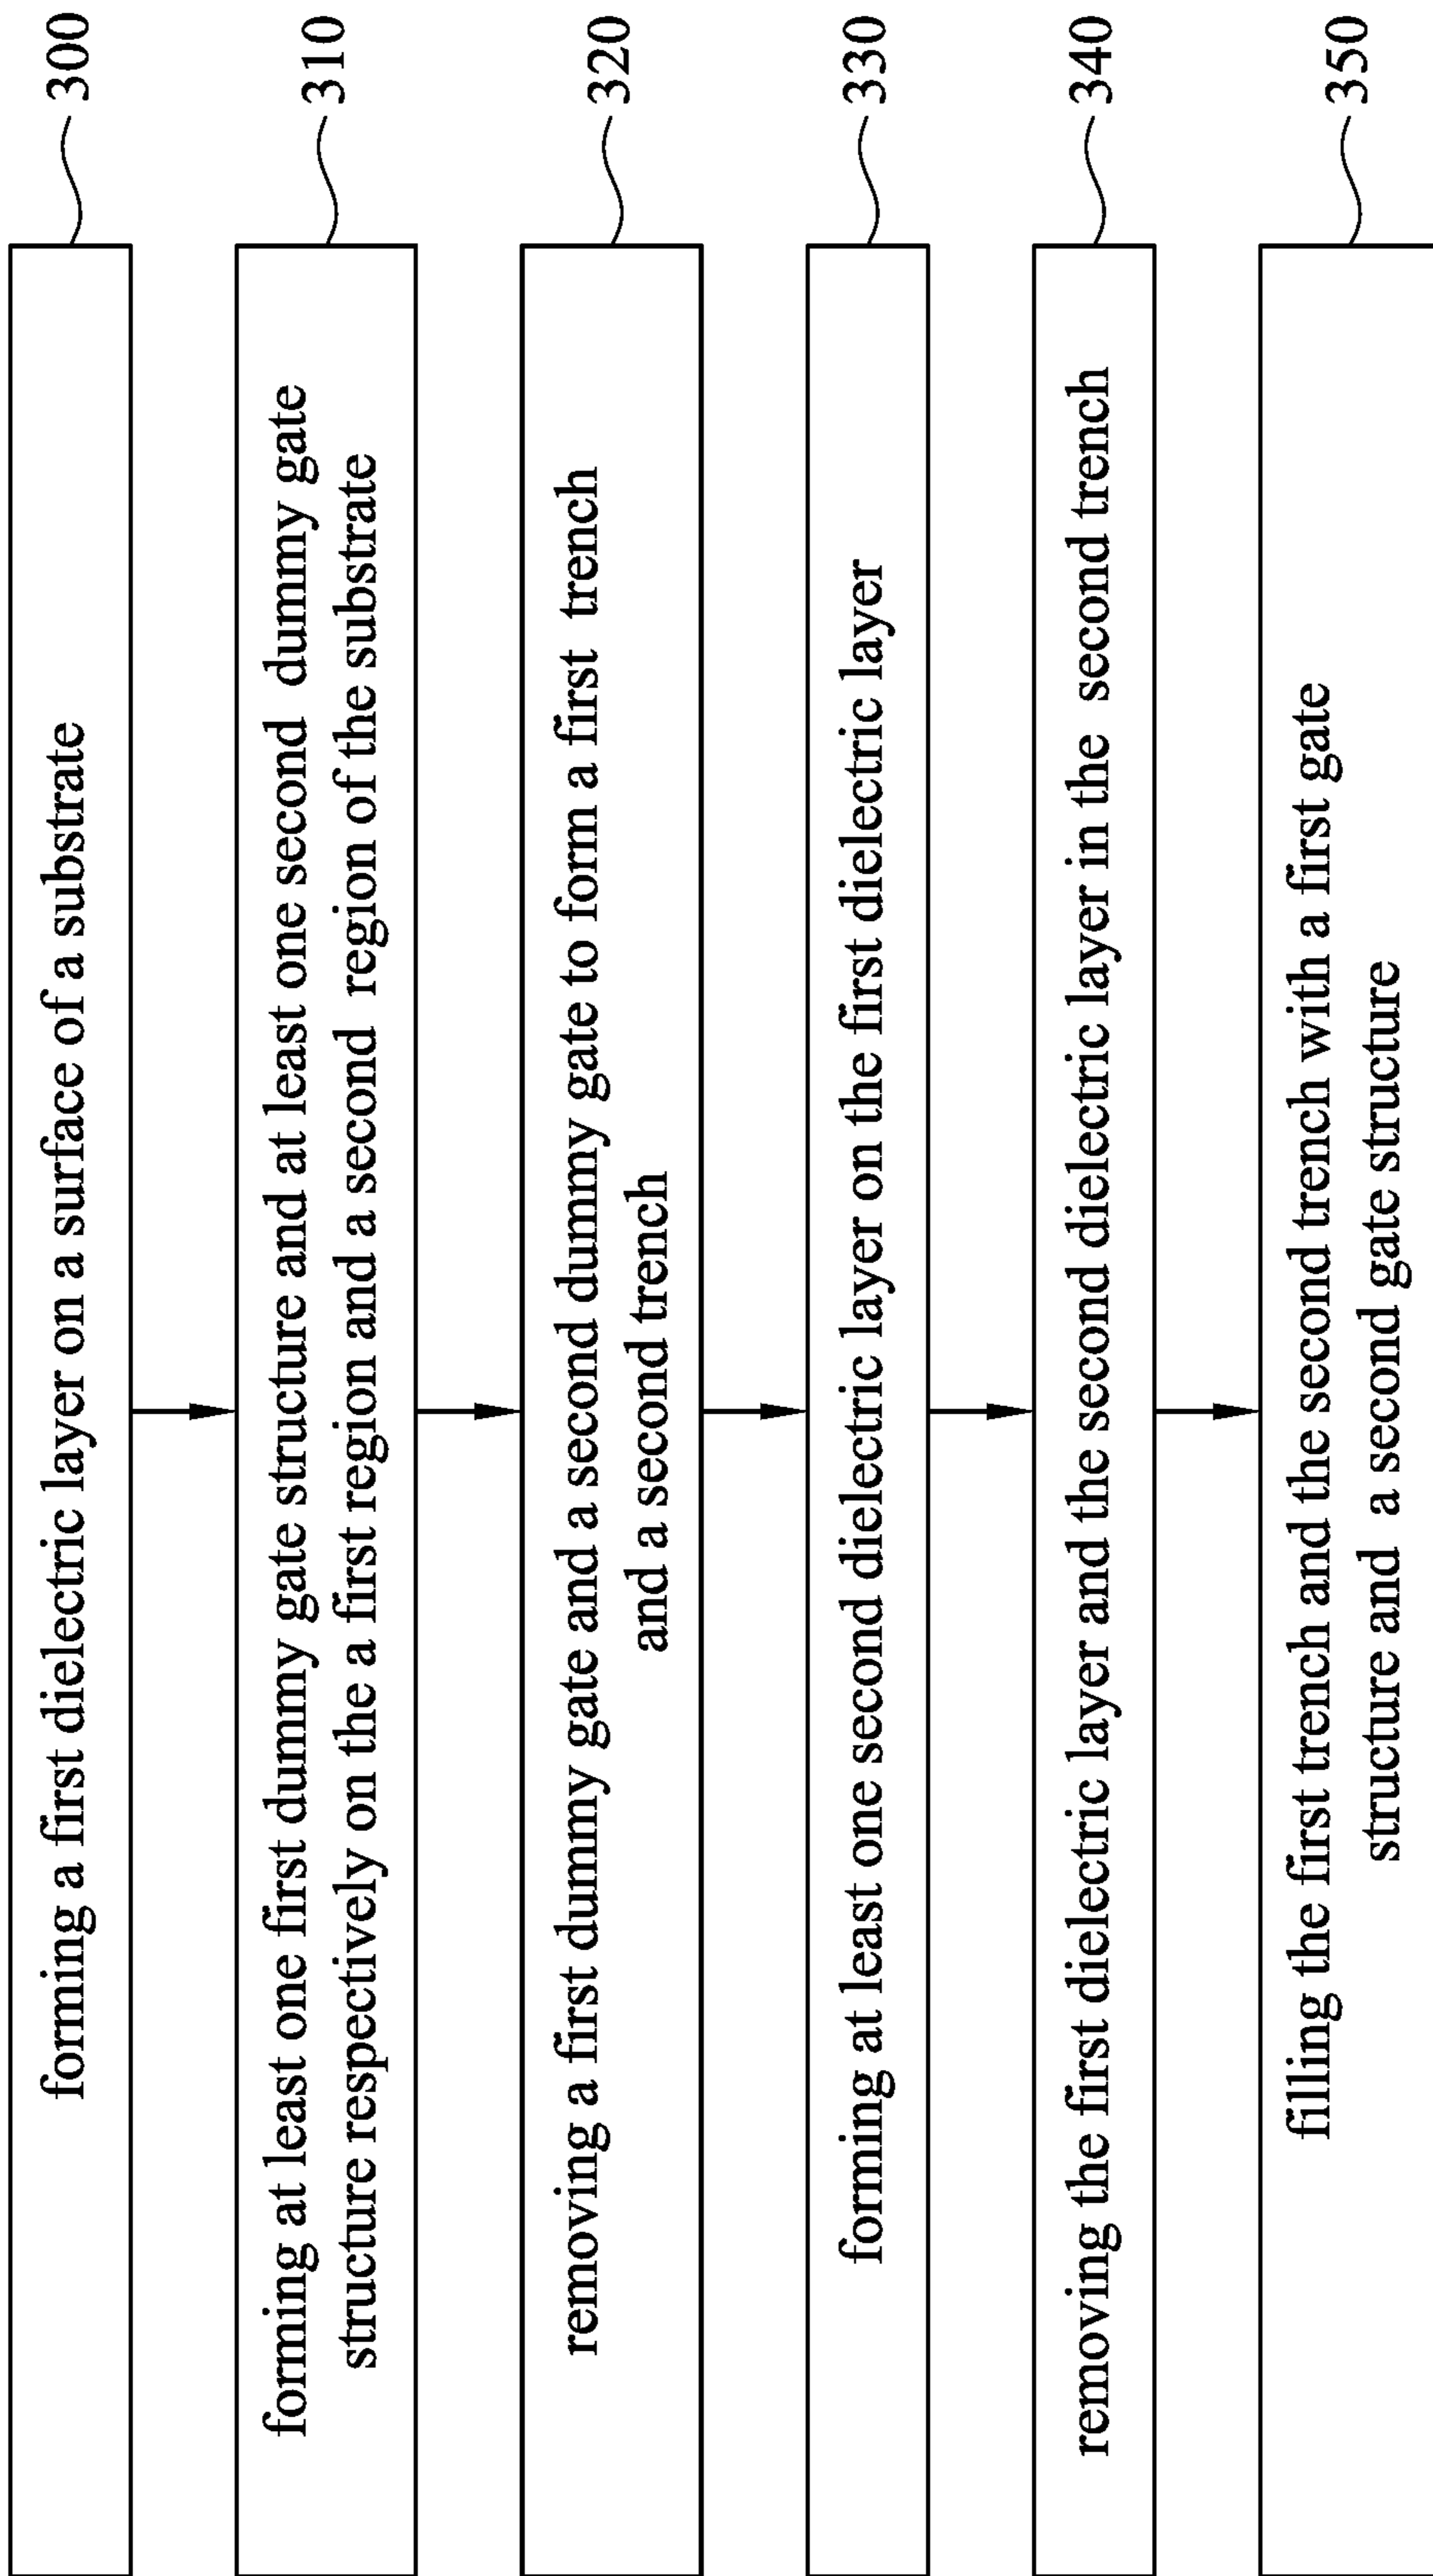 forming a first dielectric layer on a surface of a substrate
300
forming at least one first dummy gate structure and at least one second dummy gate
structure respectively on the a first region and a second region of the substrate
310
removing a first dummy gate and a second dummy gate to form a first trench
and a second trench
320
forming at least one second dielectric layer on the first dielectric layer
330
removing the first dielectric layer and the second dielectric layer in the second trench
340
filling the first trench and the second trench with a first gate
structure and a second gate structure
350